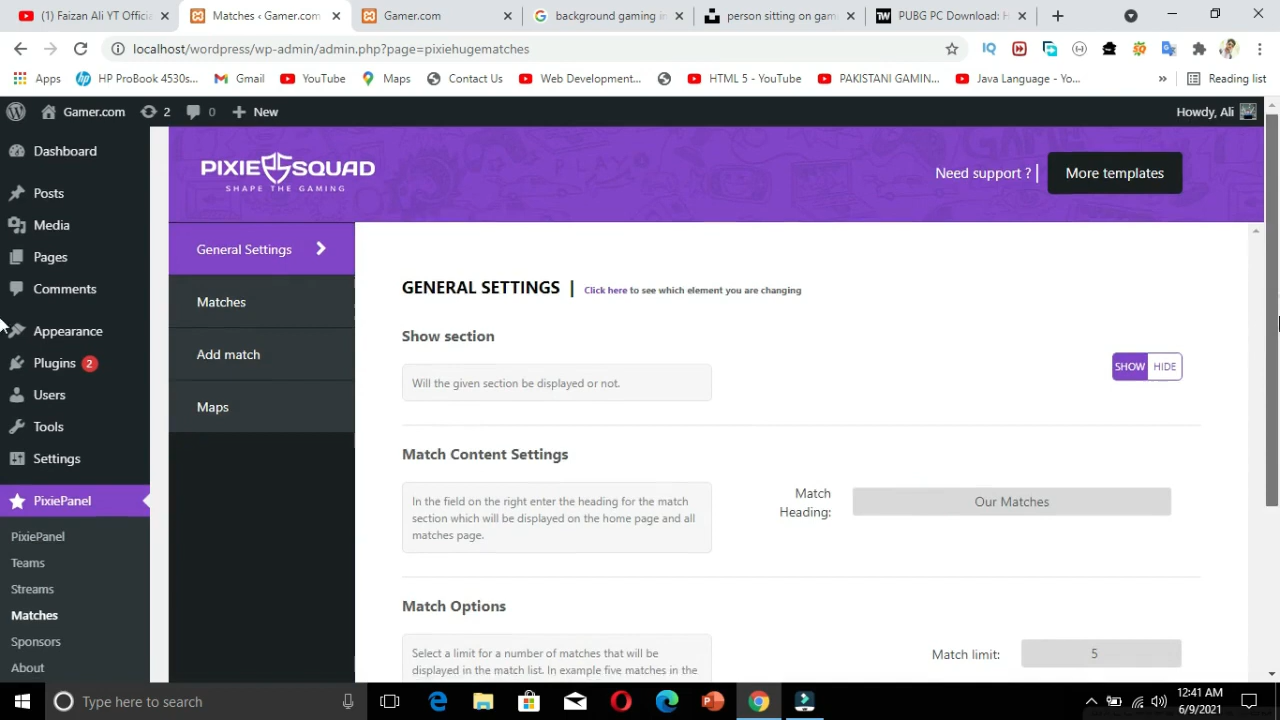 (1) Faizan Ali YT Official
Matches ‹ Gamer.com
Gamer.com
background gaming in
person sitting on gam
PUBG PC Download: H
localhost/wordpress/wp-admin/admin.php?page=pixiehugematches
Apps
HP ProBook 4530s...
Gmail
YouTube
Maps
Contact Us
Web Development...
HTML 5 - YouTube
PAKISTANI GAMIN...
Java Language - Yo...
»
Reading list
Gamer.com
2
0
New
Howdy, Ali
Dashboard
Posts
Media
Pages
Comments
Appearance
Plugins 2
Users
Tools
Settings
PixiePanel
PixiePanel
Teams
Streams
Matches
Sponsors
About
PIXIE SQUAD
SHAPE THE GAMING
Need support ? |
More templates
General Settings
Matches
Add match
Maps
GENERAL SETTINGS | Click here to see which element you are changing
Show section
Will the given section be displayed or not.
SHOW HIDE
Match Content Settings
In the field on the right enter the heading for the match
section which will be displayed on the home page and all
matches page.
Match
Heading:
Our Matches
Match Options
Select a limit for a number of matches that will be
displayed in the match list. In example five matches in the
Match limit:
5
Type here to search
12:41 AM
6/9/2021